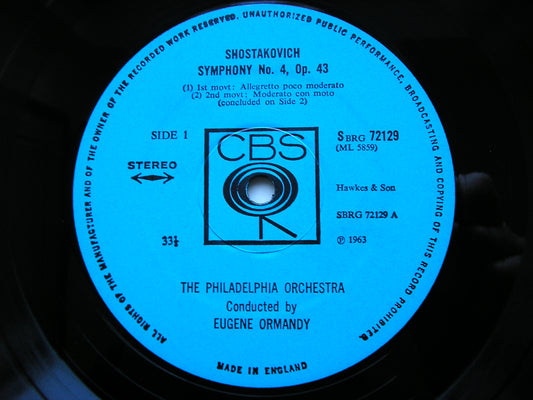 ALL RIGHTS OF THE MANUFACTURER AND OF THE OWNER OF THE RECORDED WORK RESERVED. UNAUTHORIZED PUBLIC PERFORMANCE, BROADCASTING AND COPYING OF THIS RECORD PROHIBITED
SHOSTAKOVICH
SYMPHONY No. 4, Op. 43
(1) 1st movt: Allegretto poco moderato
(2) 2nd movt: Moderato con moto
(concluded on Side 2)
SIDE 1
CBS
SBRG 72129
(ML 5859)
STEREO
Hawkes & Son
SBRG 72129 A
33⅓
℗ 1963
THE PHILADELPHIA ORCHESTRA
Conducted by
EUGENE ORMANDY
MADE IN ENGLAND